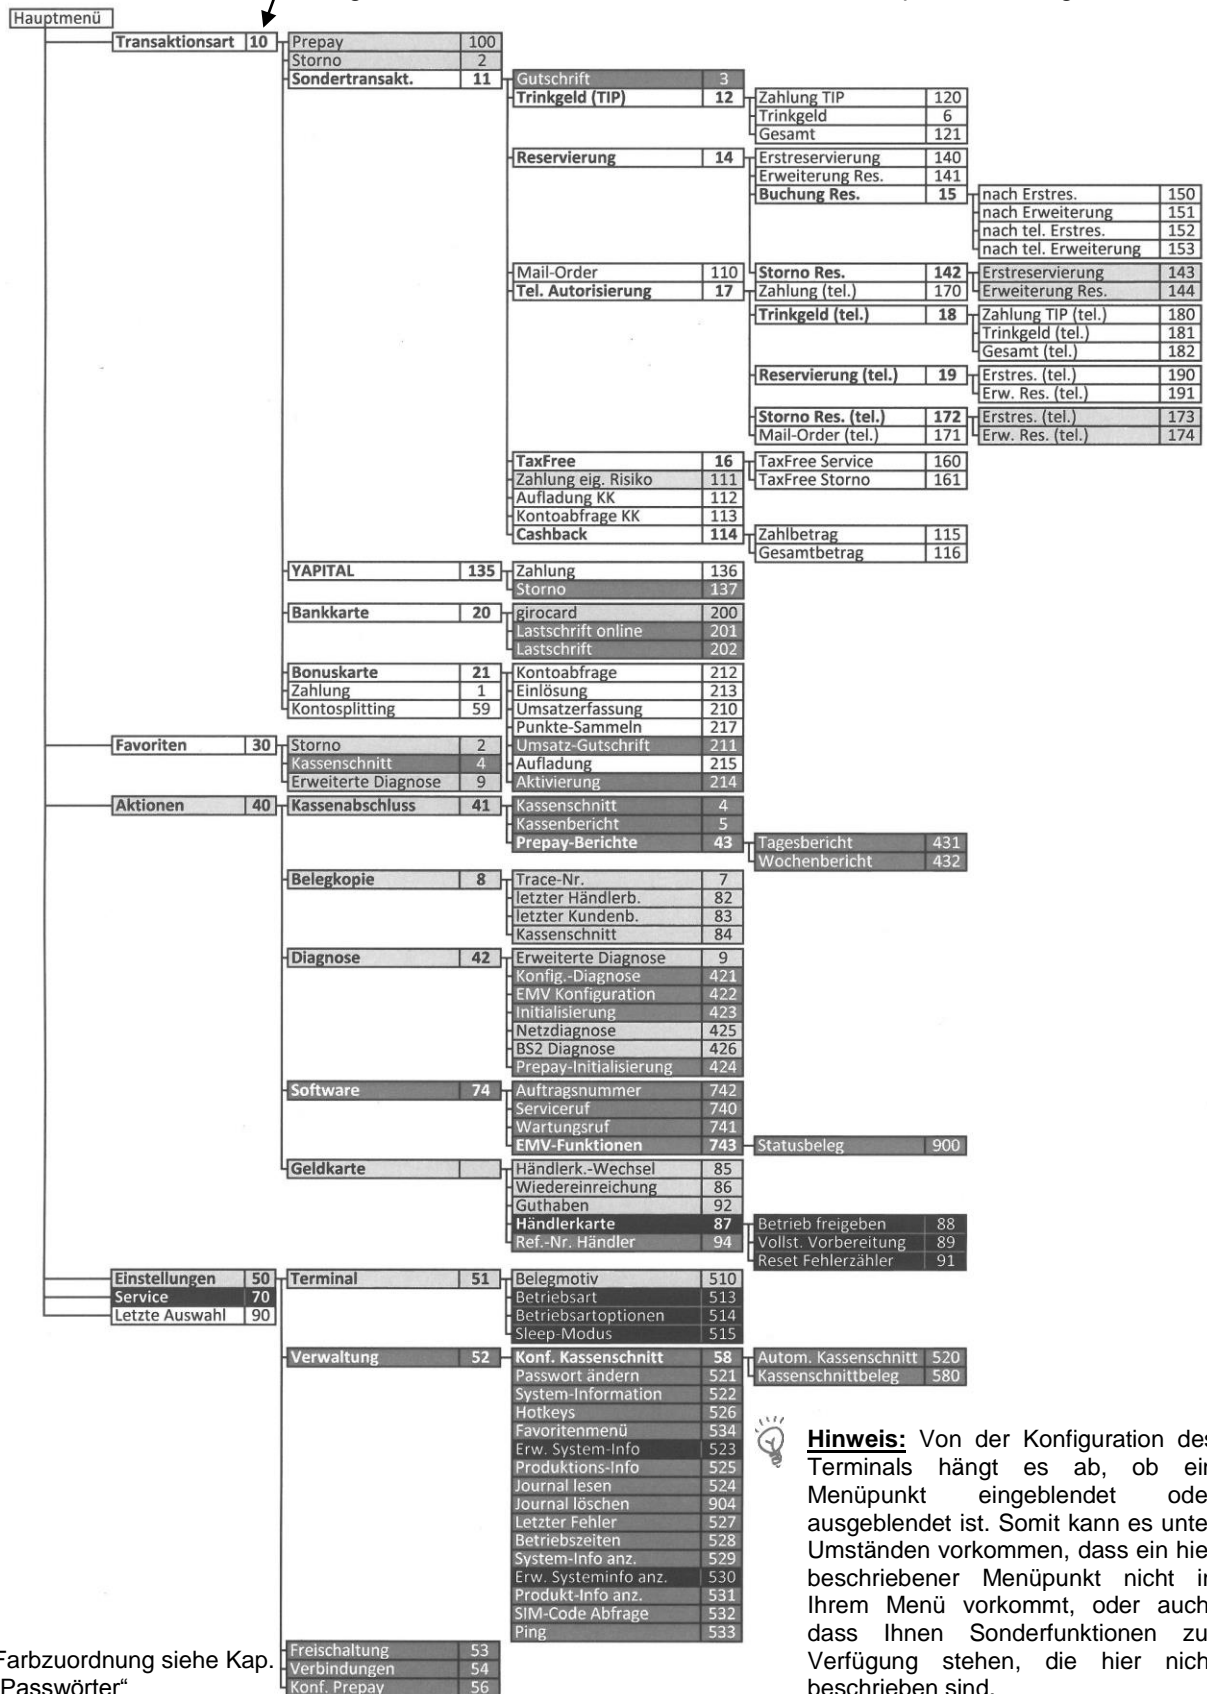 Hauptmenü
Transaktionsart 10 Prepay 100
Storno 2
Sondertransakt. 11 Gutschrift 3
Trinkgeld (TIP) 12 Zahlung TIP 120
Trinkgeld 6
Gesamt 121
Reservierung 14 Erstreservierung 140
Erweiterung Res. 141
Buchung Res. 15 nach Erstres. 150
nach Erweiterung 151
nach tel. Erstres. 152
nach tel. Erweiterung 153
Mail-Order 110 Storno Res. 142 Erstreservierung 143
Tel. Autorisierung 17 Zahlung (tel.) 170 Erweiterung Res. 144
Trinkgeld (tel.) 18 Zahlung TIP (tel.) 180
Trinkgeld (tel.) 181
Gesamt (tel.) 182
Reservierung (tel.) 19 Erstres. (tel.) 190
Erw. Res. (tel.) 191
Storno Res. (tel.) 172 Erstres. (tel.) 173
Mail-Order (tel.) 171 Erw. Res. (tel.) 174
TaxFree 16 TaxFree Service 160
Zahlung eig. Risiko 111 TaxFree Storno 161
Aufladung KK 112
Kontoabfrage KK 113
Cashback 114 Zahlbetrag 115
Gesamtbetrag 116
YAPITAL 135 Zahlung 136
Storno 137
Bankkarte 20 girocard 200
Lastschrift online 201
Lastschrift 202
Bonuskarte 21 Kontoabfrage 212
Zahlung 1 Einlösung 213
Kontosplitting 59 Umsatzerfassung 210
Punkte-Sammeln 217
Favoriten 30 Storno 2 Umsatz-Gutschrift 211
Kassenschnitt 4 Aufladung 215
Erweiterte Diagnose 9 Aktivierung 214
Aktionen 40 Kassenabschluss 41 Kassenschnitt 4
Kassenbericht 5
Prepay-Berichte 43 Tagesbericht 431
Wochenbericht 432
Belegkopie 8 Trace-Nr. 7
letzter Händlerb. 82
letzter Kundenb. 83
Kassenschnitt 84
Diagnose 42 Erweiterte Diagnose 9
Konfig.-Diagnose 421
EMV Konfiguration 422
Initialisierung 423
Netzdiagnose 425
BS2 Diagnose 426
Prepay-Initialisierung 424
Software 74 Auftragsnummer 742
Serviceruf 740
Wartungsruf 741
EMV-Funktionen 743 Statusbeleg 900
Geldkarte Händlerk.-Wechsel 85
Wiedereinreichung 86
Guthaben 92
Händlerkarte 87 Betrieb freigeben 88
Ref.-Nr. Händler 94 Vollst. Vorbereitung 89
Reset Fehlerzähler 91
Einstellungen 50 Terminal 51 Belegmotiv 510
Service 70 Betriebsart 513
Letzte Auswahl 90 Betriebsartoptionen 514
Sleep-Modus 515
Verwaltung 52 Konf. Kassenschnitt 58 Autom. Kassenschnitt 520
Passwort ändern 521 Kassenschnittbeleg 580
System-Information 522
Hotkeys 526
Favoritenmenü 534
Erw. System-Info 523
Produktions-Info 525
Journal lesen 524
Journal löschen 904
Letzter Fehler 527
Betriebszeiten 528
System-Info anz. 529
Erw. Systeminfo anz. 530
Produkt-Info anz. 531
SIM-Code Abfrage 532
Ping 533
Freischaltung 53
Verbindungen 54
Konf. Prepay 56
Hinweis: Von der Konfiguration des
Terminals hängt es ab, ob ein
Menüpunkt eingeblendet oder
ausgeblendet ist. Somit kann es unter
Umständen vorkommen, dass ein hier
beschriebener Menüpunkt nicht in
Ihrem Menü vorkommt, oder auch
dass Ihnen Sonderfunktionen zur
Verfügung stehen, die hier nicht
beschrieben sind.
Farbzuordnung siehe Kap.
"Passwörter"